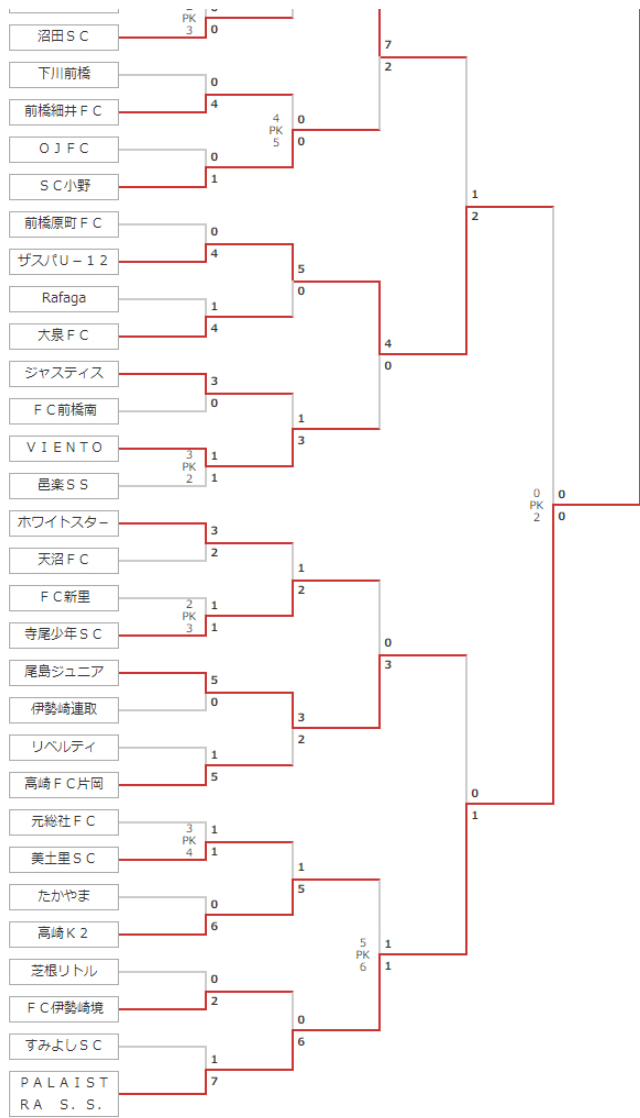 PK
3
0
0
沼田ＳＣ
7
2
下川前橋
0
4
前橋細井ＦＣ
4
PK
5
0
0
ＯＪＦＣ
0
1
ＳＣ小野
1
2
前橋原町ＦＣ
0
4
ザスパＵ－１２
5
0
Rafaga
1
4
大泉ＦＣ
4
0
ジャスティス
3
0
ＦＣ前橋南
1
3
ＶＩＥＮＴＯ
3
PK
2
1
1
邑楽ＳＳ
0
PK
2
0
0
ホワイトスター
3
2
天沼ＦＣ
1
2
ＦＣ新里
2
PK
3
1
1
寺尾少年ＳＣ
0
3
尾島ジュニア
5
0
伊勢崎連取
3
2
リベルティ
1
5
高崎ＦＣ片岡
0
1
元総社ＦＣ
3
PK
4
1
1
美土里ＳＣ
1
5
たかやま
0
6
高崎Ｋ２
5
PK
6
1
1
芝根リトル
0
2
ＦＣ伊勢崎境
0
6
すみよしＳＣ
1
7
ＰＡＬＡＩＳＴ
ＲＡ　Ｓ．Ｓ．